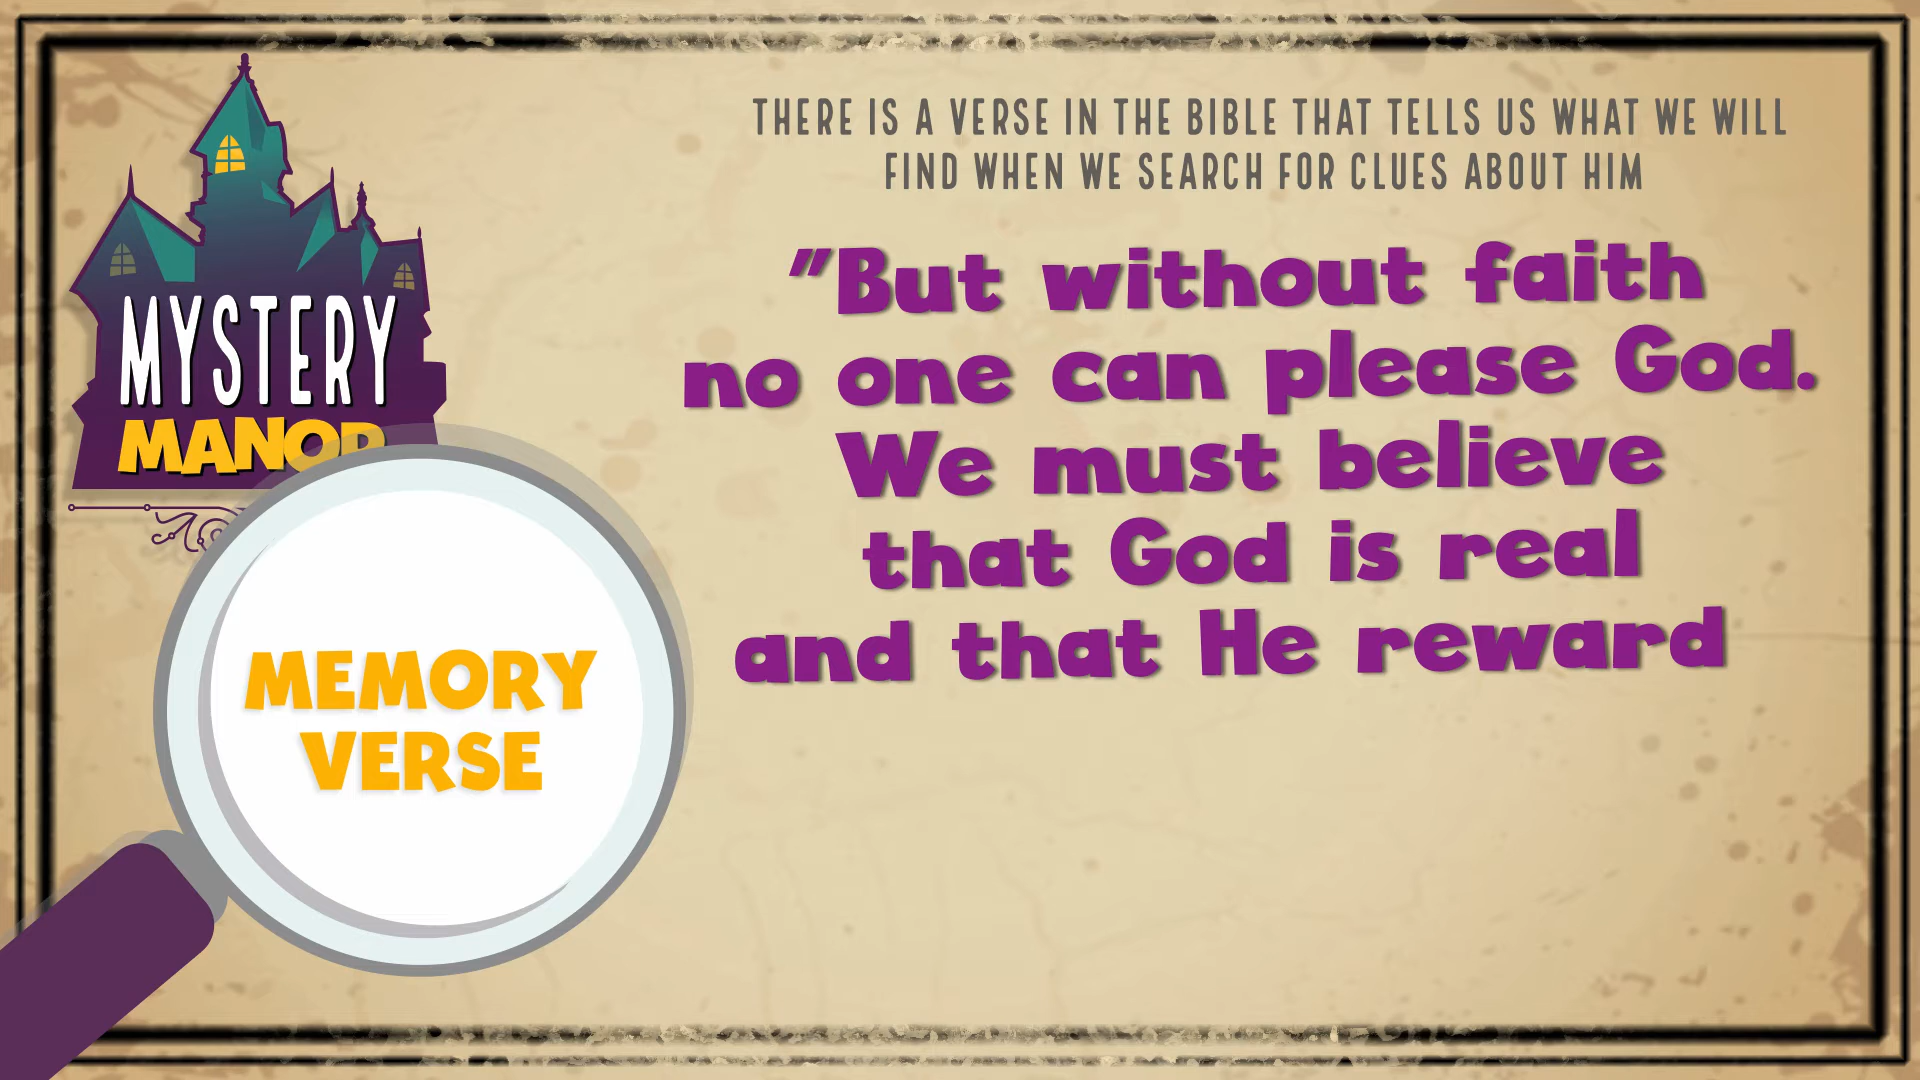 THERE IS A VERSE IN THE BIBLE THAT TELLS US WHAT WE WILL
FIND WHEN WE SEARCH FOR CLUES ABOUT HIM
"But without faith
no one can please God.
We must believe
that God is real
and that He reward
MYSTERY
MANOR
MEMORY
VERSE